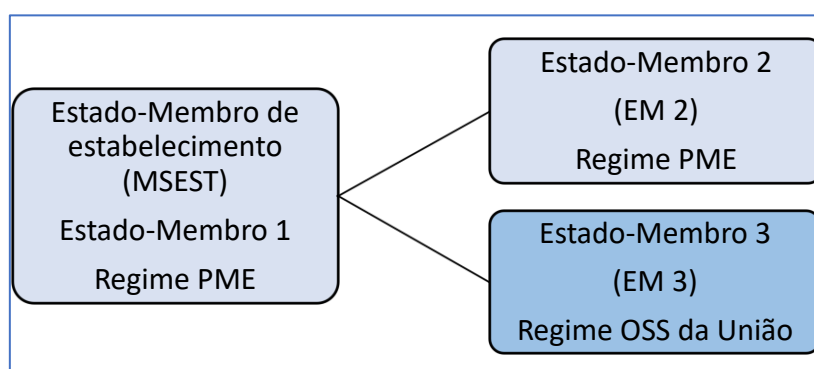 Estado-Membro de
estabelecimento
(MSEST)
Estado-Membro 1
Regime PME
Estado-Membro 2
(EM 2)
Regime PME
Estado-Membro 3
(EM 3)
Regime OSS da União